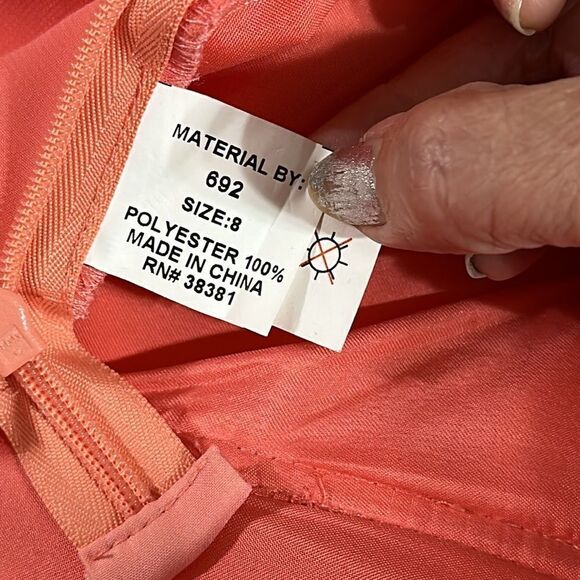 MATERIAL BY:
692
SIZE:8
POLYESTER 100%
MADE IN CHINA
RN# 38381